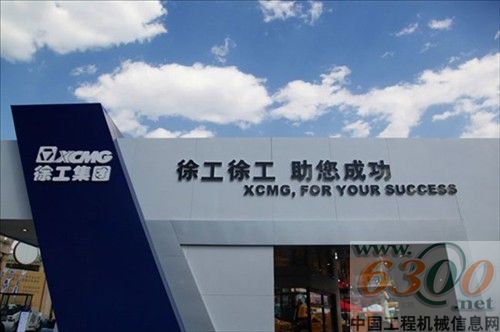 XCMG
徐工集团
徐工徐工 助您成功
XCMG, FOR YOUR SUCCESS
www.
6300
.net
中国工程机械信息网